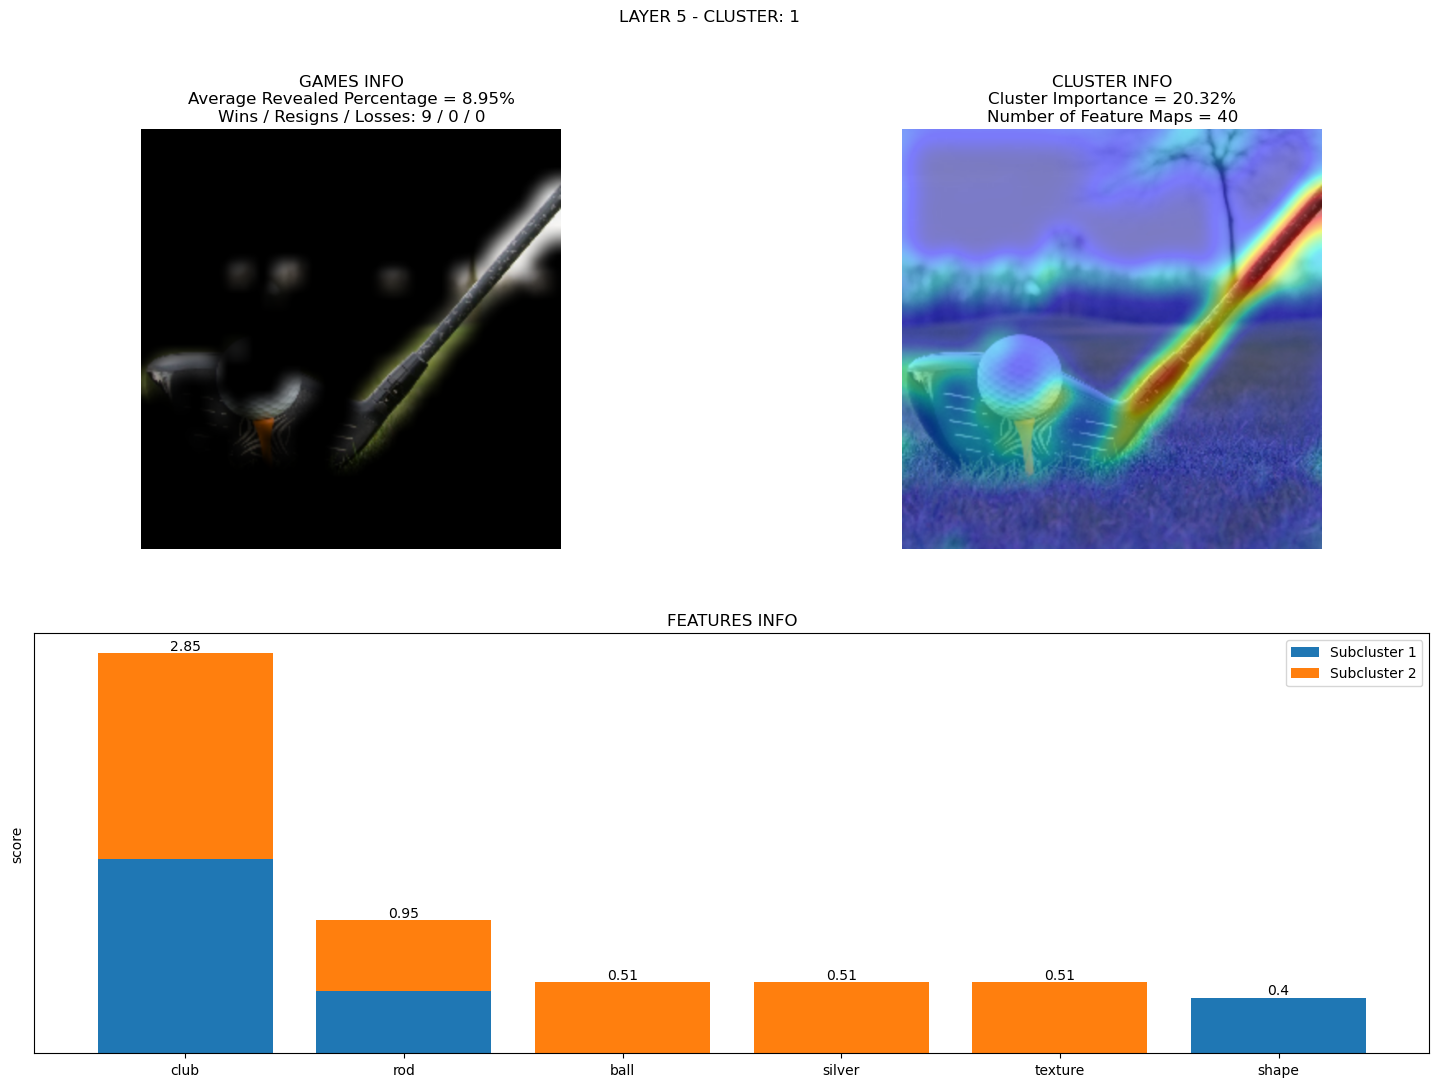 LAYER 5 - CLUSTER: 1
GAMES INFO
Average Revealed Percentage = 8.95%
Wins / Resigns / Losses: 9 / 0 / 0
CLUSTER INFO
Cluster Importance = 20.32%
Number of Feature Maps = 40
FEATURES INFO
score
2.85
0.95
0.51
0.51
0.51
0.4
Subcluster 1
Subcluster 2
club
rod
ball
silver
texture
shape